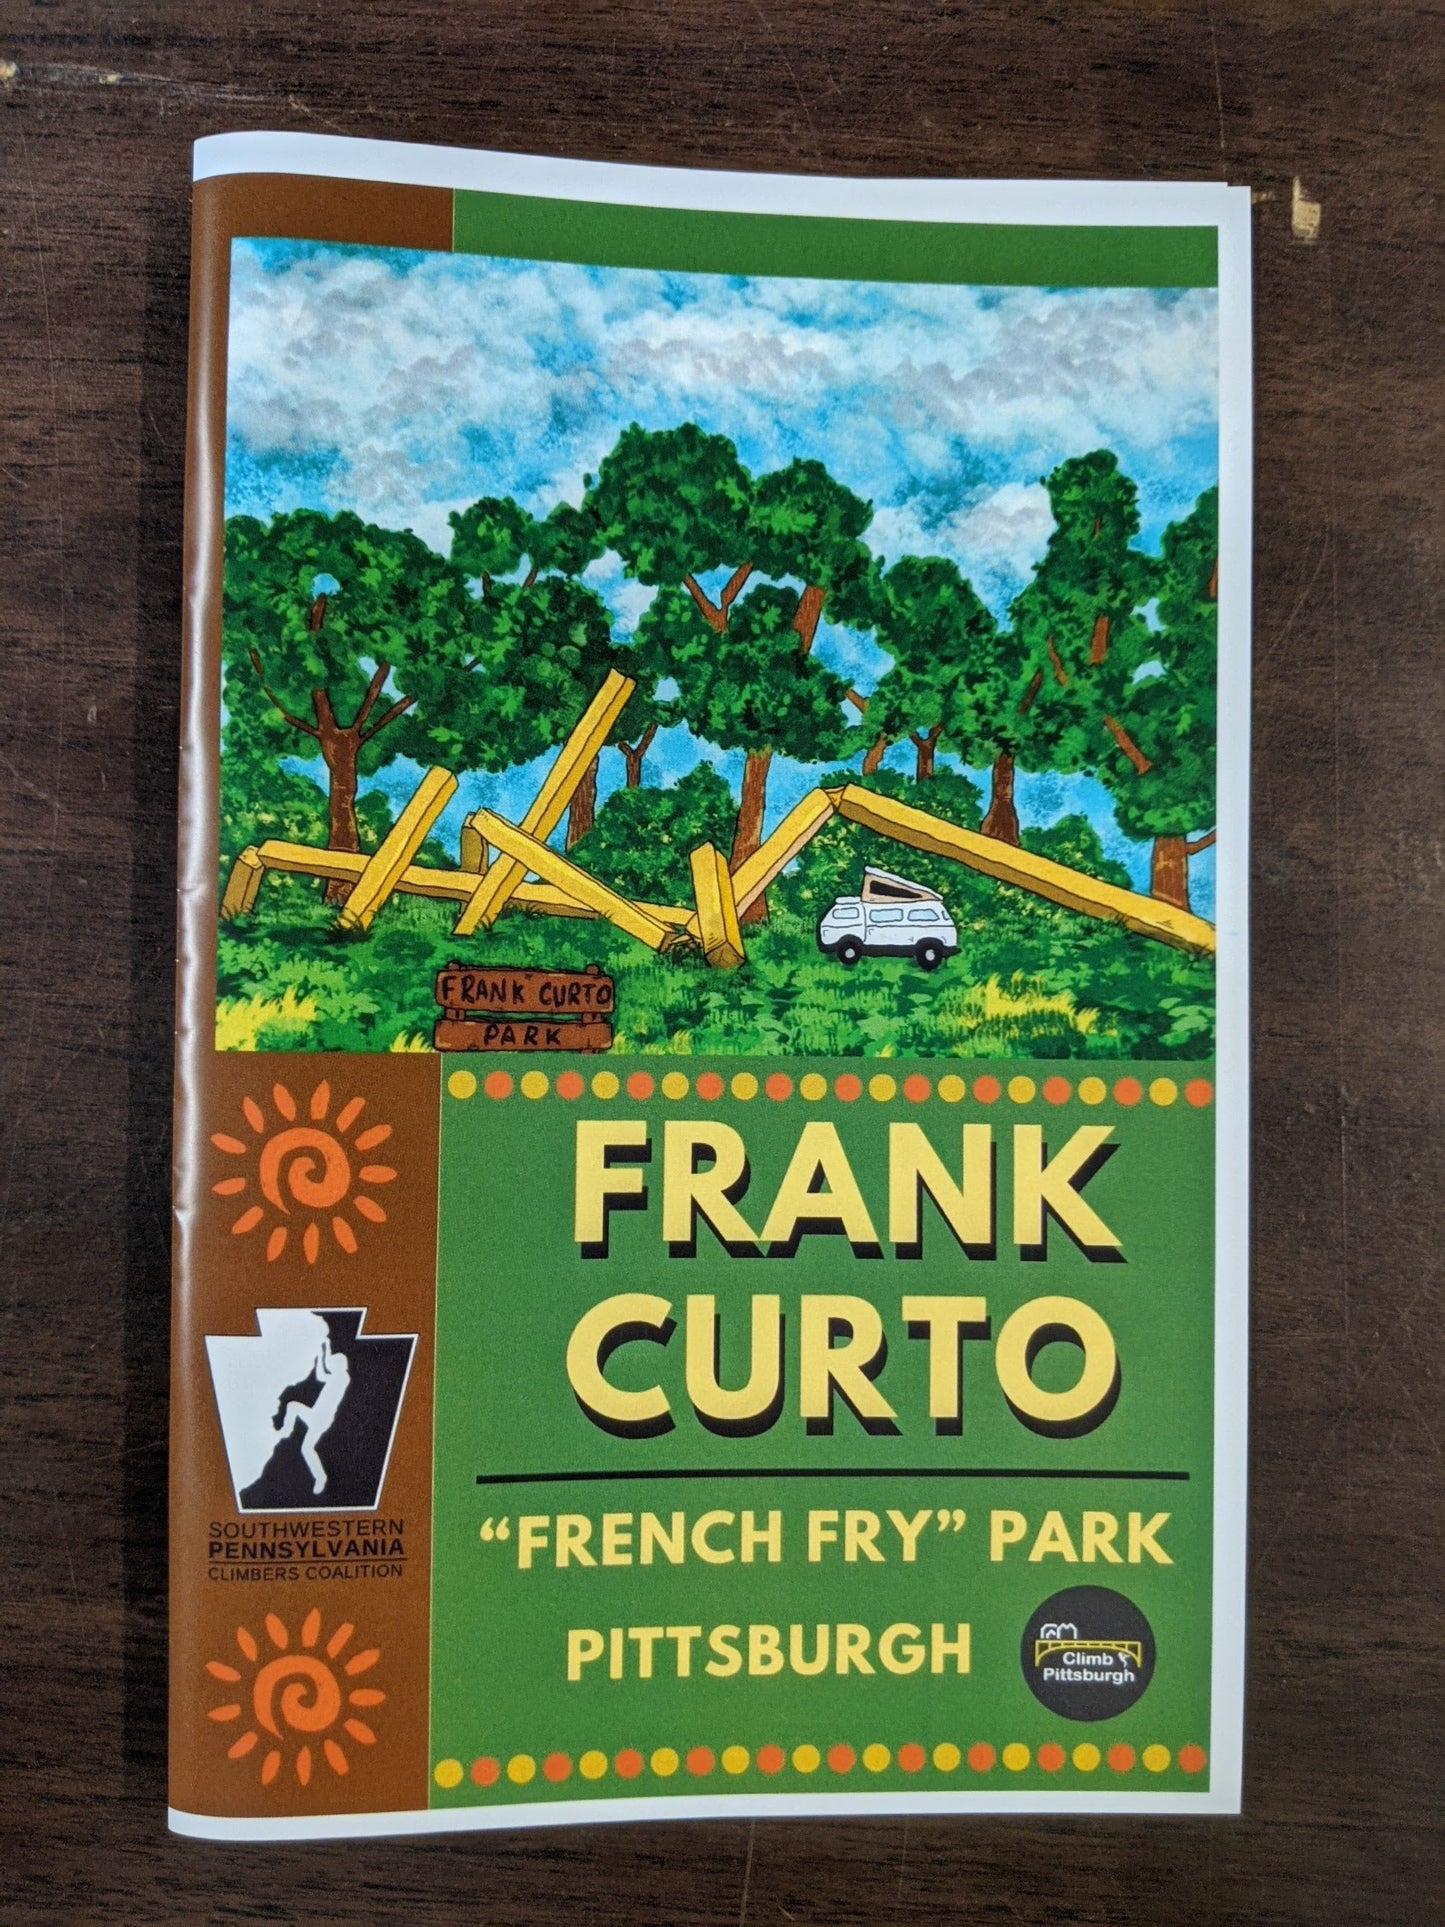 FRANK CURTO
PARK
FRANK
CURTO
“FRENCH FRY” PARK
PITTSBURGH
Climb
Pittsburgh
SOUTHWESTERN
PENNSYLVANIA
CLIMBERS COALITION